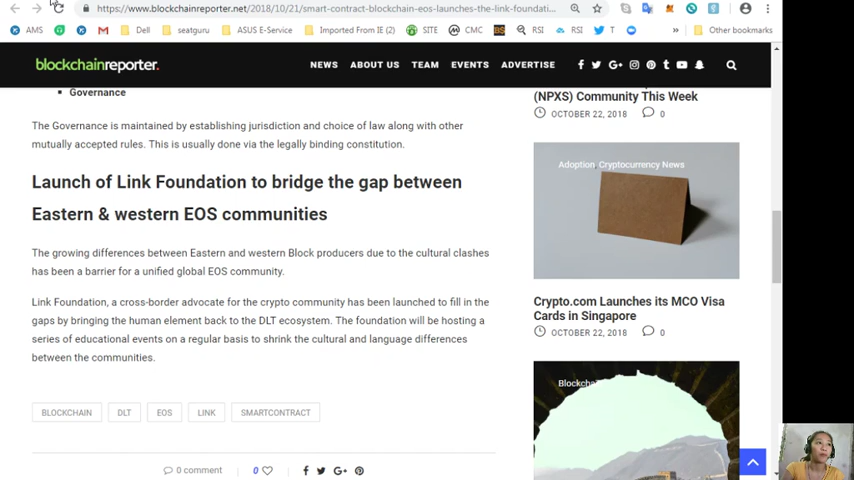 https://www.blockchainreporter.net/2018/10/21/smart-contract-blockchain-eos-launches-the-link-foundati...
AMS
M
Dell
seatguru
ASUS E-Service
Imported From IE (2)
SITE
CMC
BS
RSI
RSI
T
»
Other bookmarks
blockchainreporter.
NEWS ABOUT US TEAM EVENTS ADVERTISE
Governance
The Governance is maintained by establishing jurisdiction and choice of law along with other
mutually accepted rules. This is usually done via the legally binding constitution.
Launch of Link Foundation to bridge the gap between
Eastern & western EOS communities
The growing differences between Eastern and western Block producers due to the cultural clashes
has been a barrier for a unified global EOS community.
Link Foundation, a cross-border advocate for the crypto community has been launched to fill in the
gaps by bringing the human element back to the DLT ecosystem. The foundation will be hosting a
series of educational events on a regular basis to shrink the cultural and language differences
between the communities.
BLOCKCHAIN
DLT
EOS
LINK
SMARTCONTRACT
0 comment
0
(NPXS) Community This Week
OCTOBER 22, 2018 0
Adoption Cryptocurrency News
Crypto.com Launches its MCO Visa
Cards in Singapore
OCTOBER 22, 2018 0